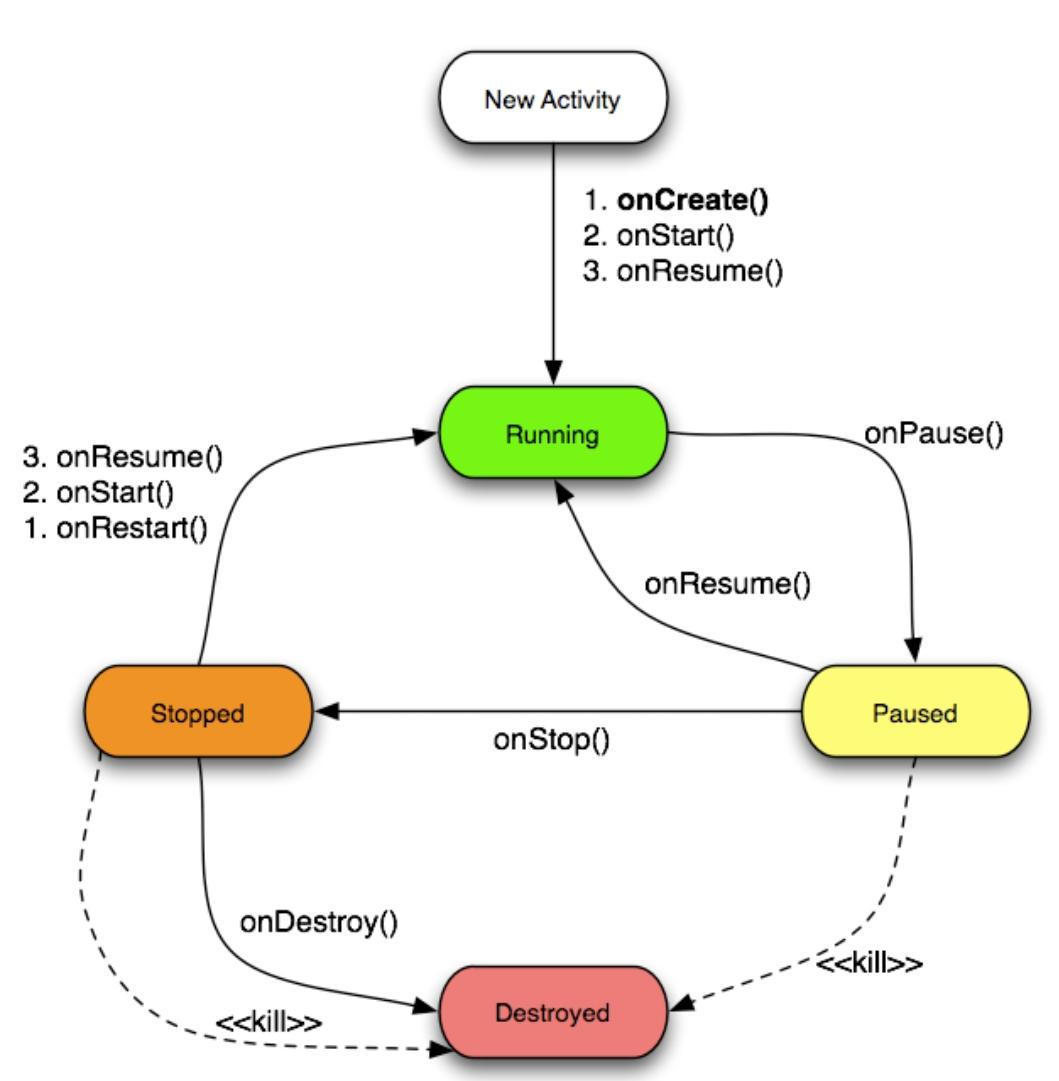 New Activity
1. onCreate()
2. onStart()
3. onResume()
Running
onPause()
3. onResume()
2. onStart()
1. onRestart()
onResume()
Stopped
Paused
onStop()
onDestroy()
<<kill>>
Destroyed
<<kill>>